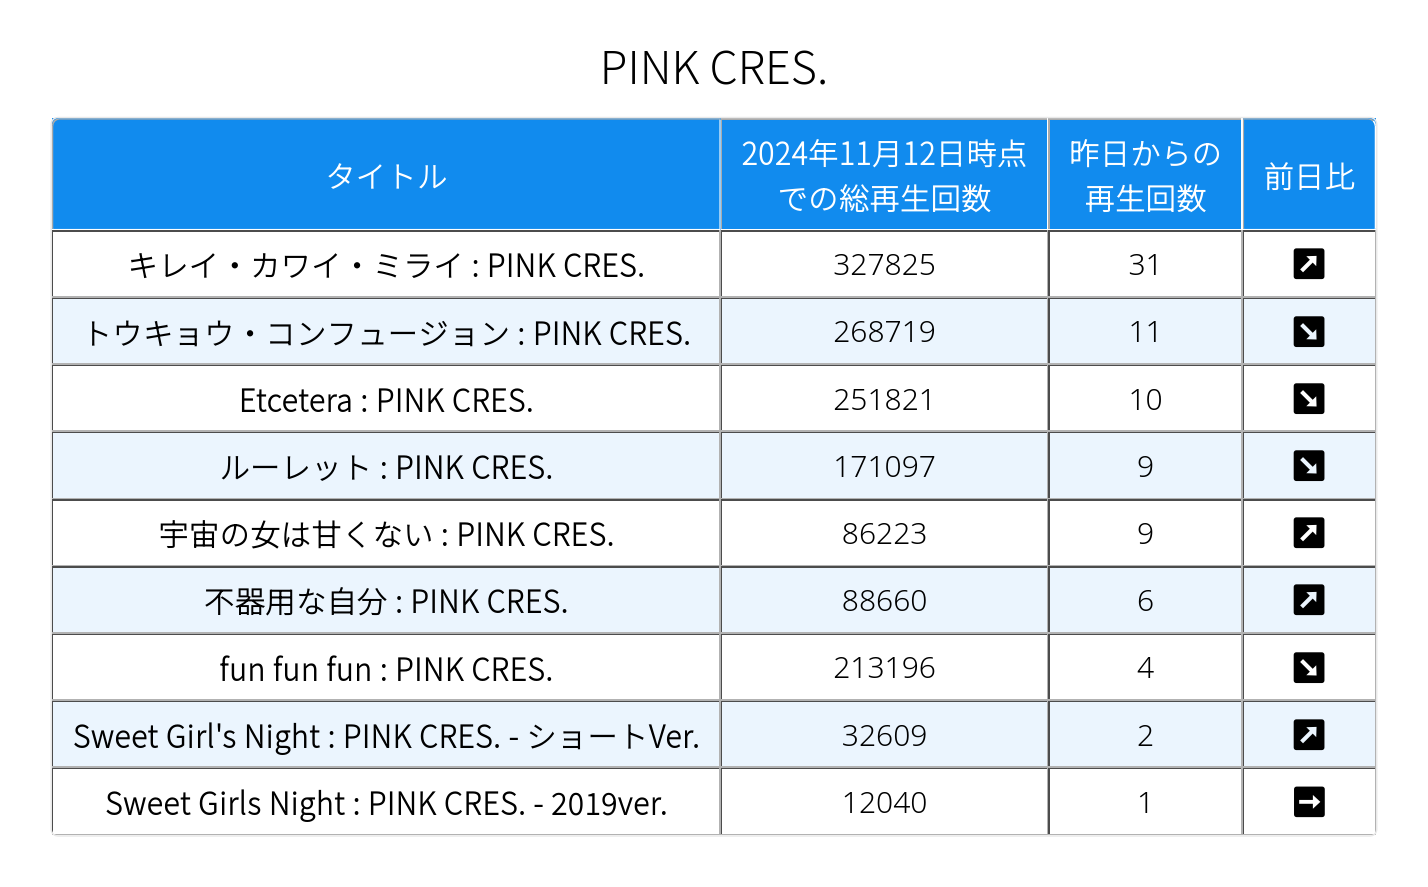 PINK CRES.
タイトル
2024年11月12日時点
での総再生回数
昨日からの
再生回数
前日比
キレイ・カワイ・ミライ : PINK CRES. 327825 31 ↗
トウキョウ・コンフュージョン : PINK CRES. 268719 11 ↘
Etcetera : PINK CRES. 251821 10 ↘
ルーレット : PINK CRES. 171097 9 ↘
宇宙の女は甘くない : PINK CRES. 86223 9 ↗
不器用な自分 : PINK CRES. 88660 6 ↗
fun fun fun : PINK CRES. 213196 4 ↘
Sweet Girl's Night : PINK CRES. - ショートVer. 32609 2 ↗
Sweet Girls Night : PINK CRES. - 2019ver. 12040 1 →